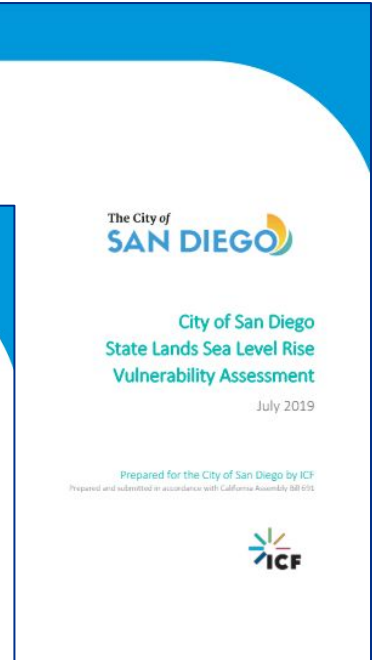 The City of
SAN DIEGO
City of San Diego
State Lands Sea Level Rise
Vulnerability Assessment
July 2019
Prepared for the City of San Diego by ICF
Prepared and submitted in accordance with California Assembly Bill 691
ICF